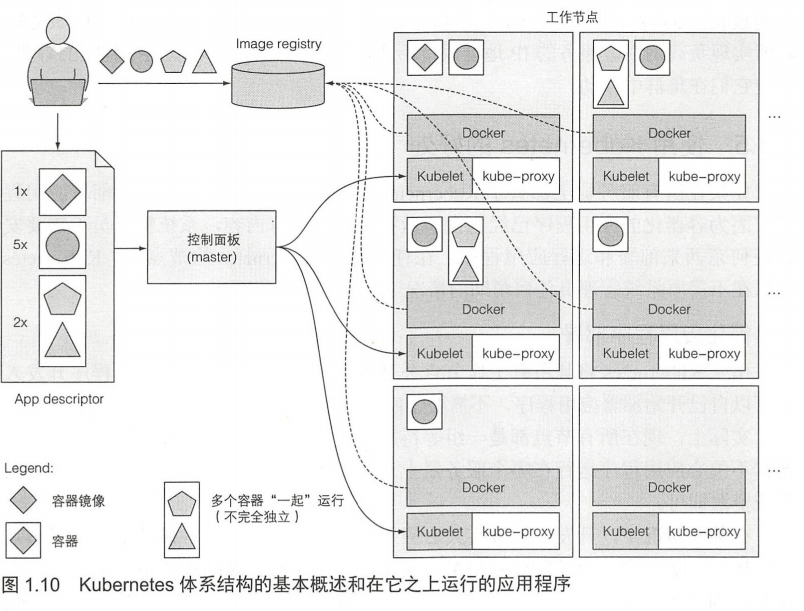 工作节点
Image registry
Docker
Kubelet
kube-proxy
Docker
Kubelet
kube-proxy
...
1x
5x
2x
App descriptor
控制面板
(master)
Docker
Kubelet
kube-proxy
Docker
Kubelet
kube-proxy
...
Docker
Kubelet
kube-proxy
Docker
Kubelet
kube-proxy
...
Legend:
容器镜像
容器
多个容器“一起”运行
（不完全独立）
图 1.10 Kubernetes 体系结构的基本概述和在它之上运行的应用程序